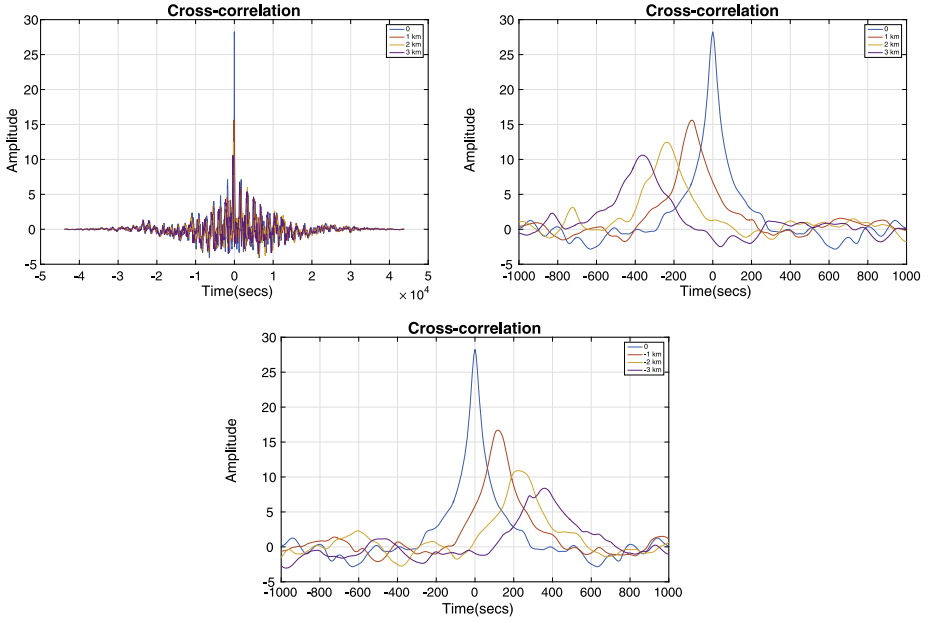 Cross-correlation
30
25
20
15
10
5
0
-5
Amplitude
-5 -4 -3 -2 -1 0 1 2 3 4 5
Time(secs)
× 10^4
0
1 km
2 km
3 km
Cross-correlation
30
25
20
15
10
5
0
-5
Amplitude
-1000 -800 -600 -400 -200 0 200 400 600 800 1000
Time(secs)
0
1 km
2 km
3 km
Cross-correlation
30
25
20
15
10
5
0
-5
Amplitude
-1000 -800 -600 -400 -200 0 200 400 600 800 1000
Time(secs)
0
-1 km
-2 km
-3 km